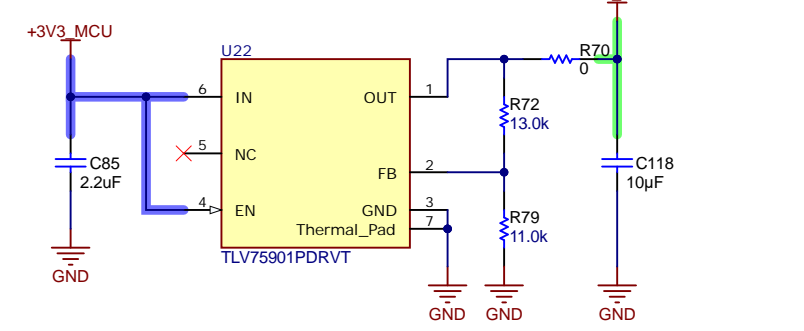 +3V3_MCU
U22
R70
0
6
IN
OUT
1
R72
13.0k
5
NC
C85
2.2uF
C118
10µF
FB
2
4
EN
GND
3
Thermal_Pad
7
R79
11.0k
TLV75901PDRVT
GND
GND
GND
GND